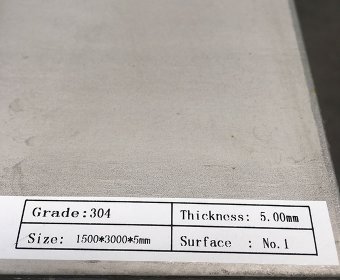 Grade:304 Thickness: 5.00mm
Size: 1500*3000*5mm Surface : No.1